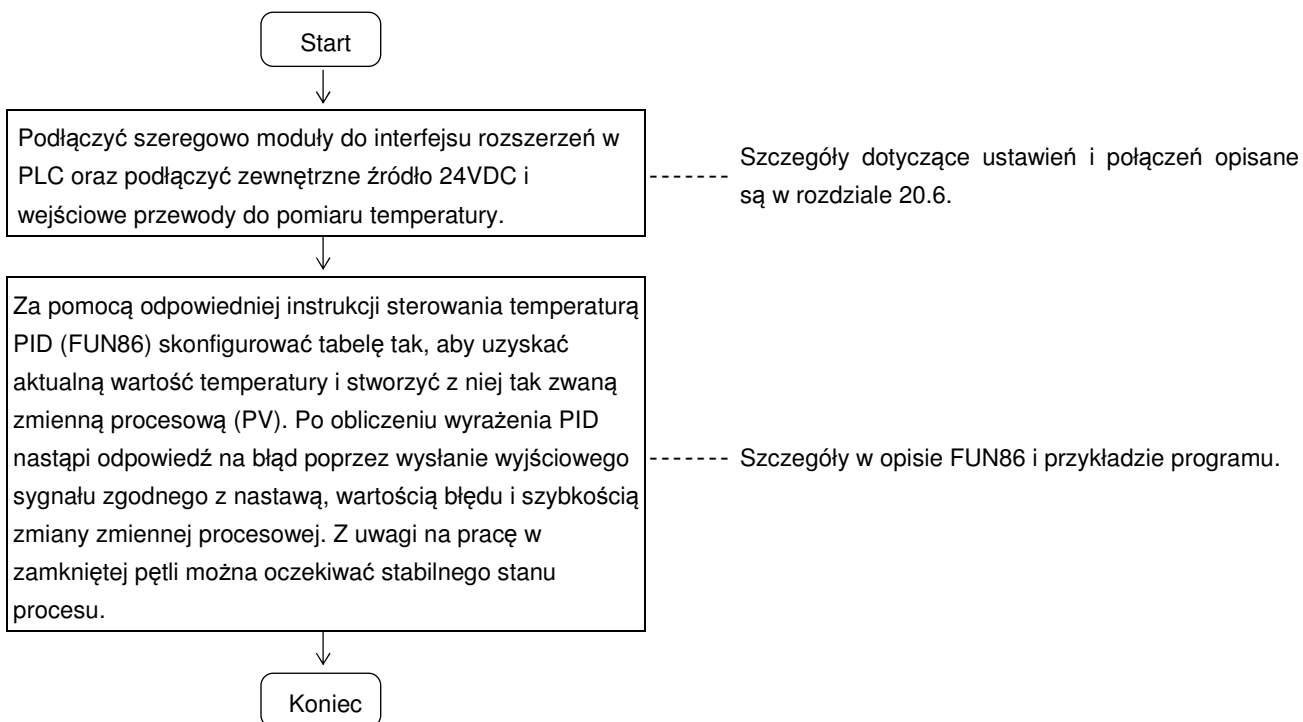 Start
Podłączyć szeregowo moduły do interfejsu rozszerzeń w
PLC oraz podłączyć zewnętrzne źródło 24VDC i
wejściowe przewody do pomiaru temperatury.
Szczegóły dotyczące ustawień i połączeń opisane
są w rozdziale 20.6.
Za pomocą odpowiedniej instrukcji sterowania temperaturą
PID (FUN86) skonfigurować tabelę tak, aby uzyskać
aktualną wartość temperatury i stworzyć z niej tak zwaną
zmienną procesową (PV). Po obliczeniu wyrażenia PID
nastąpi odpowiedź na błąd poprzez wysłanie wyjściowego
sygnału zgodnego z nastawą, wartością błędu i szybkością
zmiany zmiennej procesowej. Z uwagi na pracę w
zamkniętej pętli można oczekiwać stabilnego stanu
procesu.
Szczegóły w opisie FUN86 i przykładzie programu.
Koniec